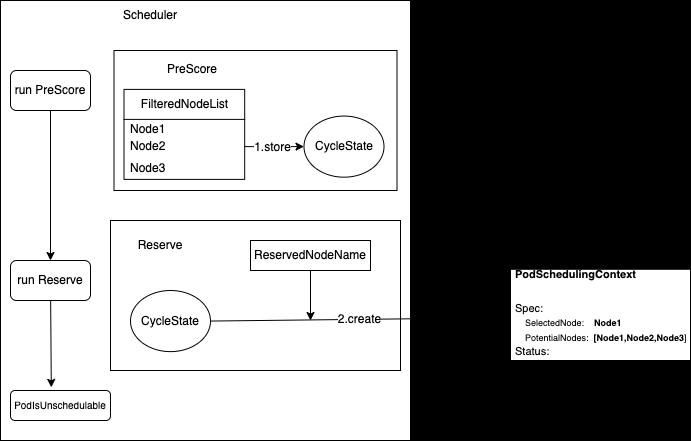 Scheduler
PreScore
run PreScore
FilteredNodeList
Node1
Node2
Node3
1.store
CycleState
Reserve
ReservedNodeName
run Reserve
CycleState
2.create
PodSchedulingContext
Spec:
SelectedNode: Node1
PotentialNodes: [Node1,Node2,Node3]
Status:
PodIsUnschedulable